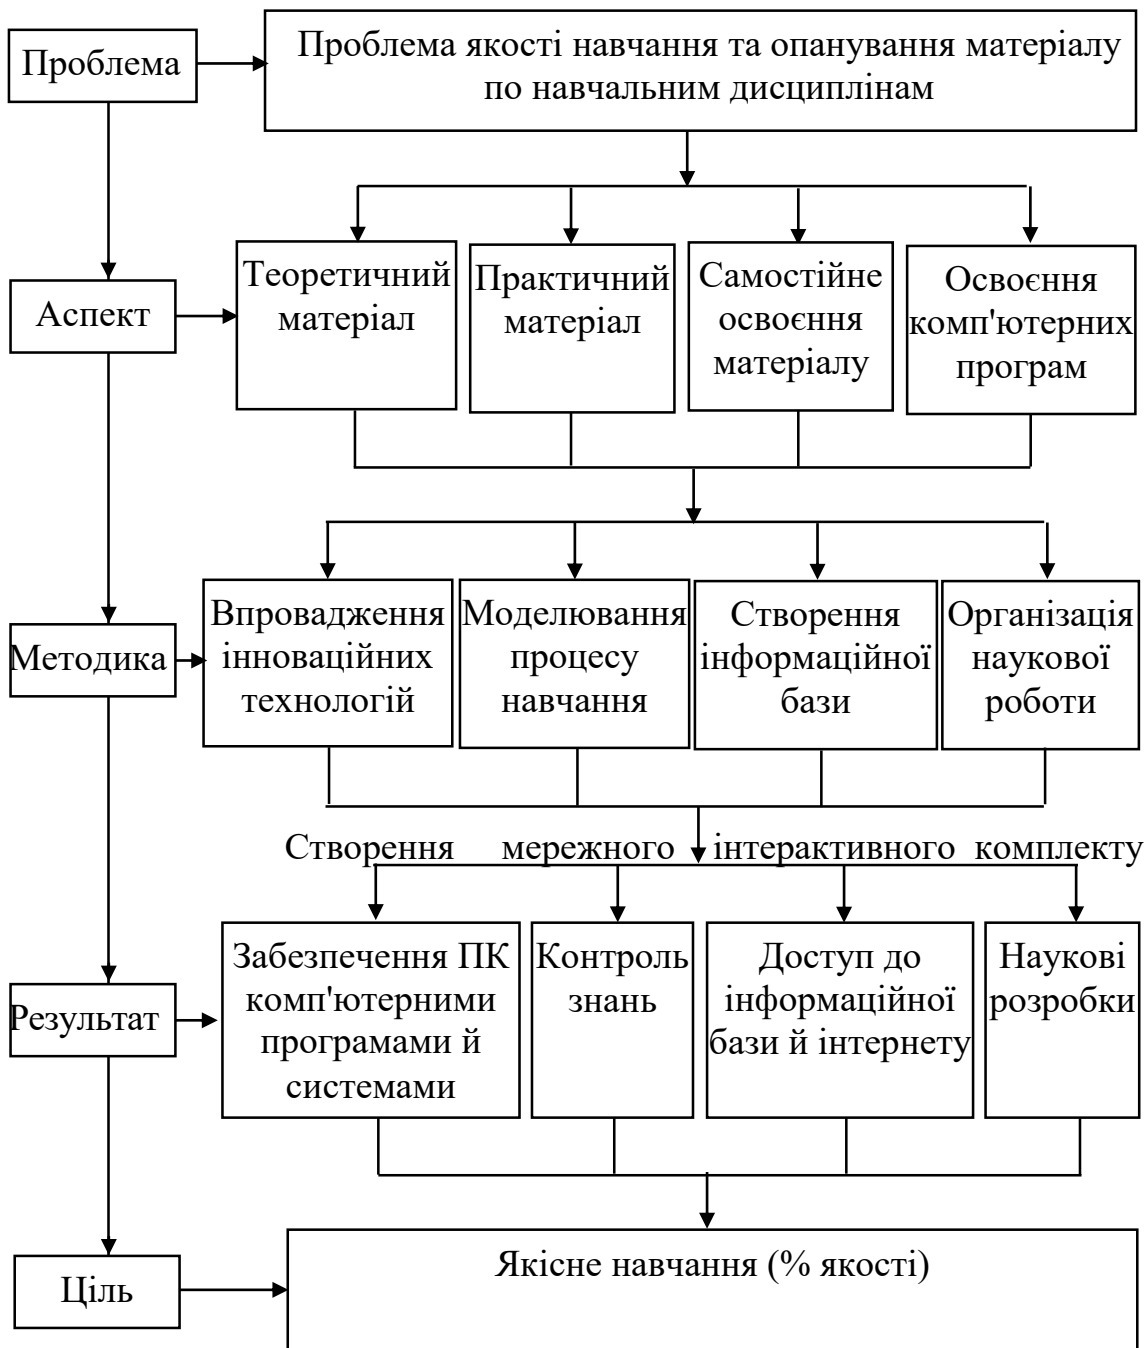 Проблема
Проблема якості навчання та опанування матеріалу
по навчальним дисциплінам
Аспект
Теоретичний
матеріал
Практичний
матеріал
Самостійне
освоєння
матеріалу
Освоєння
комп'ютерних
програм
Методика
Впровадження
інноваційних
технологій
Моделювання
процесу
навчання
Створення
інформаційної
бази
Організація
наукової
роботи
Створення мережного інтерактивного комплекту
Результат
Забезпечення ПК
комп'ютерними
програмами й
системами
Контроль
знань
Доступ до
інформаційної
бази й інтернету
Наукові
розробки
Ціль
Якісне навчання (% якості)